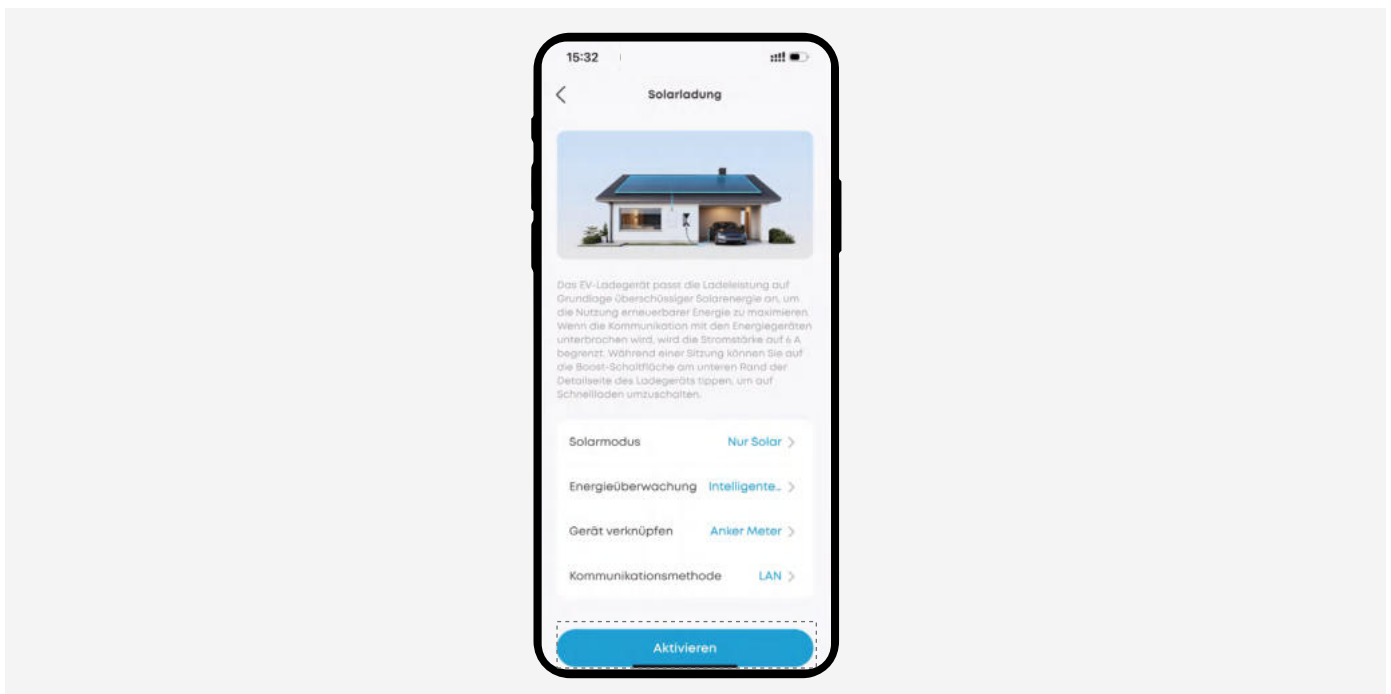 15:32
Solarladung
Das EV-Ladegerät passt die Ladeleistung auf
Grundlage überschüssiger Solarenergie an, um
die Nutzung erneuerbarer Energie zu maximieren.
Wenn die Kommunikation mit den Energiegeräten
unterbrochen wird, wird die Stromstärke auf 6 A
begrenzt. Während einer Sitzung können Sie auf
die Boost-Schaltfläche am unteren Rand der
Detailseite des Ladegeräts tippen, um auf
Schnellladen umzuschalten.
Solarmodus Nur Solar >
Energieüberwachung Intelligente... >
Gerät verknüpfen Anker Meter >
Kommunikationsmethode LAN >
Aktivieren